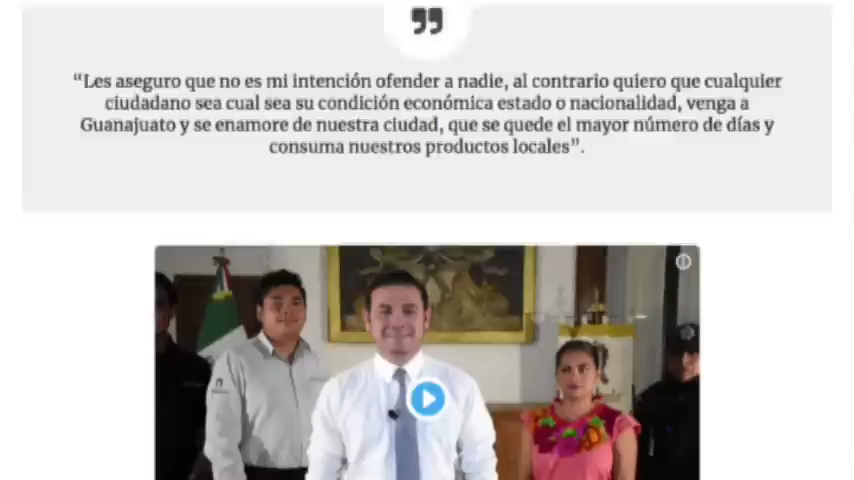 ”
“Les aseguro que no es mi intención ofender a nadie, al contrario quiero que cualquier
ciudadano sea cual sea su condición económica estado o nacionalidad, venga a
Guanajuato y se enamore de nuestra ciudad, que se quede el mayor número de días y
consuma nuestros productos locales”.